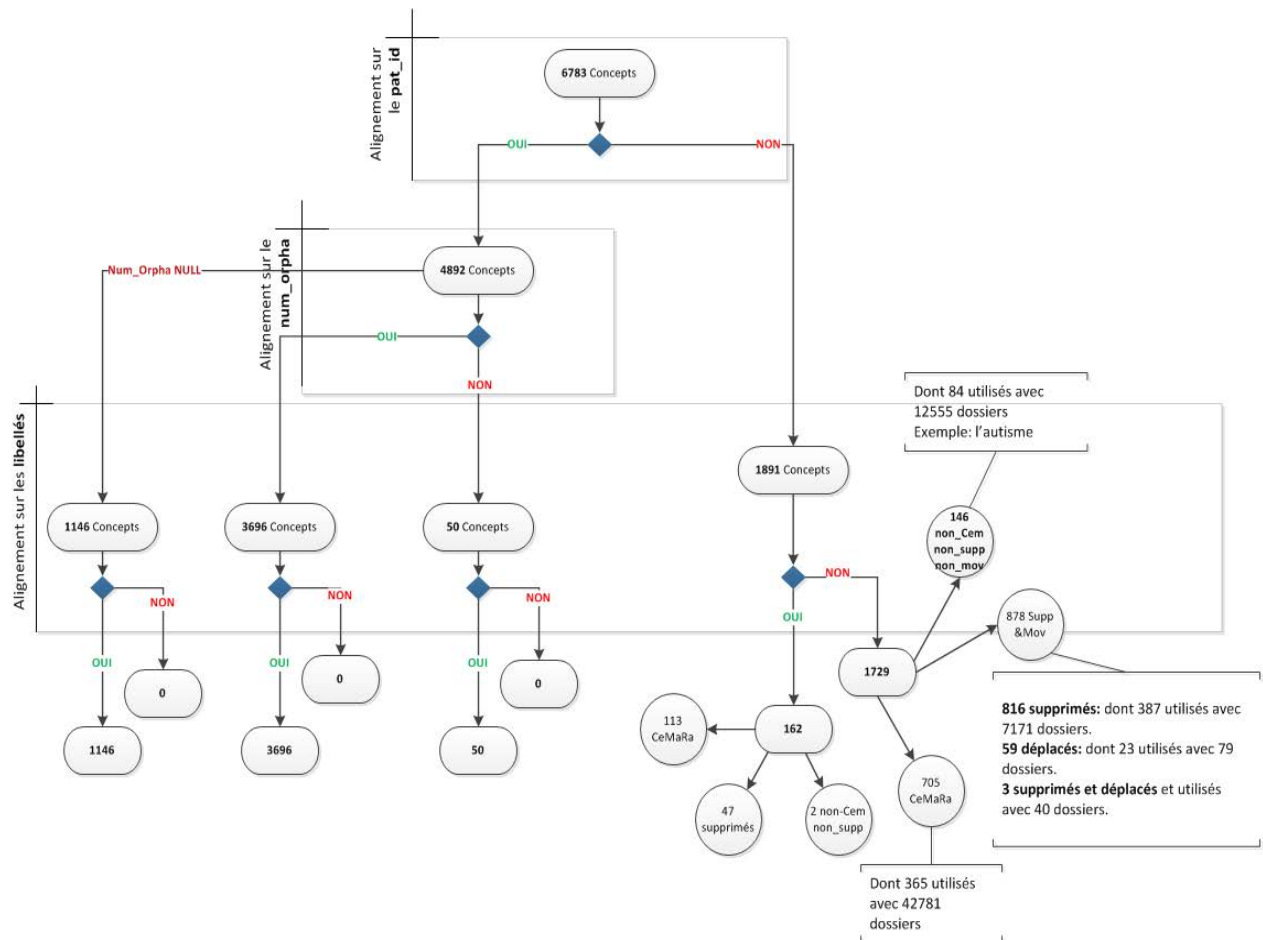 Alignement sur
le pat_id
6783 Concepts
OUI
NON
Alignement sur le
num_orpha
Num_Orpha NULL
4892 Concepts
OUI
NON
Alignement sur les libellés
Dont 84 utilisés avec
12555 dossiers
Exemple: l'autisme
1891 Concepts
1146 Concepts
3696 Concepts
50 Concepts
146
non_Cem
non_supp
non_mov
NON
NON
NON
NON
OUI
878 Supp
&Mov
OUI
OUI
OUI
0
0
0
1729
816 supprimés: dont 387 utilisés avec
7171 dossiers.
59 déplacés: dont 23 utilisés avec 79
dossiers.
3 supprimés et déplacés et utilisés
avec 40 dossiers.
1146
3696
50
113
CeMaRa
162
705
CeMaRa
47
supprimés
2 non-Cem
non_supp
Dont 365 utilisés
avec 42781
dossiers